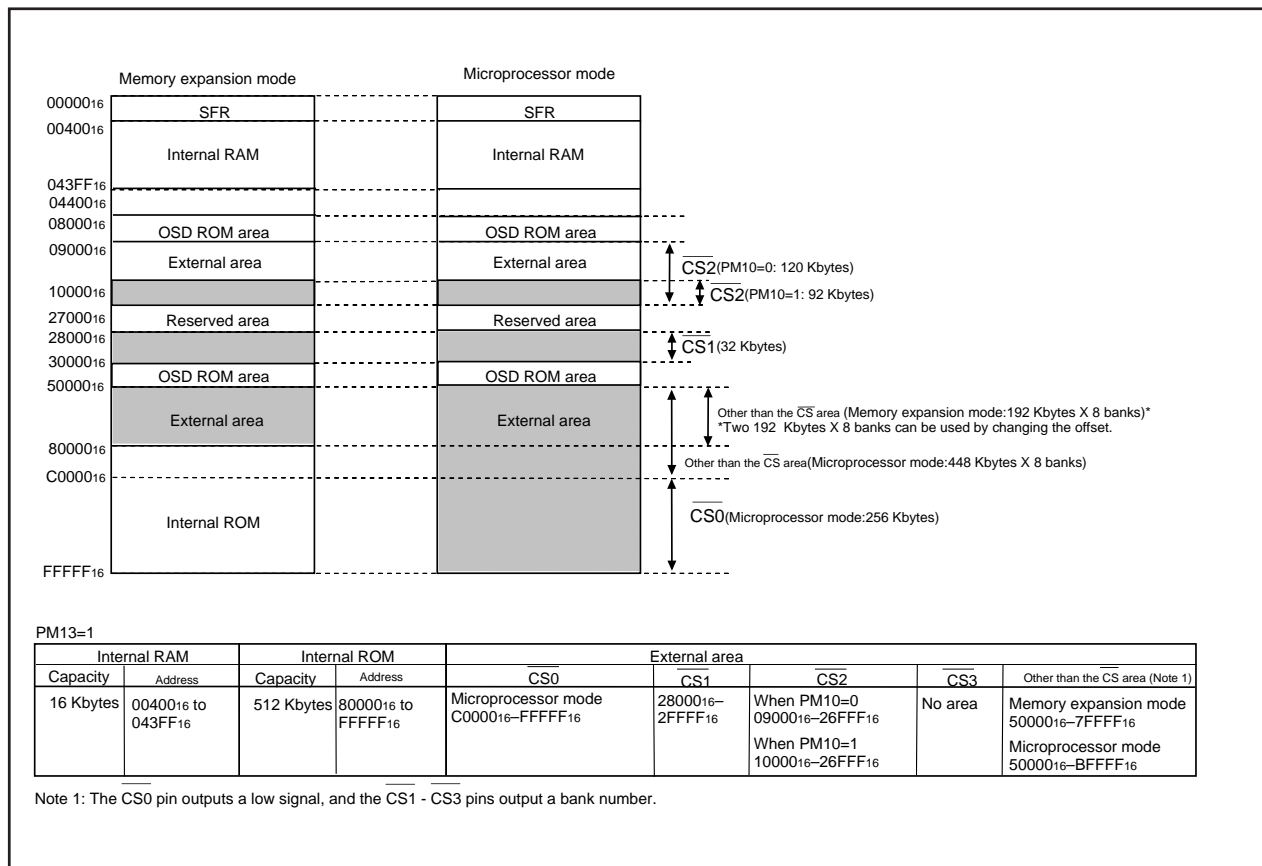 Memory expansion mode
Microprocessor mode
0000016
SFR
SFR
0040016
Internal RAM
Internal RAM
043FF16
0440016
0800016
OSD ROM area
OSD ROM area
0900016
External area
External area
CS2(PM10=0: 120 Kbytes)
1000016
CS2(PM10=1: 92 Kbytes)
2700016
Reserved area
Reserved area
2800016
CS1(32 Kbytes)
3000016
OSD ROM area
OSD ROM area
5000016
External area
External area
Other than the CS area (Memory expansion mode:192 Kbytes X 8 banks)*
*Two 192 Kbytes X 8 banks can be used by changing the offset.
8000016
Other than the CS area(Microprocessor mode:448 Kbytes X 8 banks)
C000016
Internal ROM
CS0(Microprocessor mode:256 Kbytes)
FFFFF16
PM13=1
Internal RAM Internal ROM External area
Capacity Address Capacity Address CS0 CS1 CS2 CS3 Other than the CS area (Note 1)
16 Kbytes 0040016 to 512 Kbytes 8000016 to Microprocessor mode 2800016– When PM10=0 No area Memory expansion mode
043FF16 FFFFF16 C000016–FFFFF16 2FFFF16 0900016–26FFF16 5000016–7FFFF16
When PM10=1 Microprocessor mode
1000016–26FFF16 5000016–BFFFF16
Note 1: The CS0 pin outputs a low signal, and the CS1 - CS3 pins output a bank number.